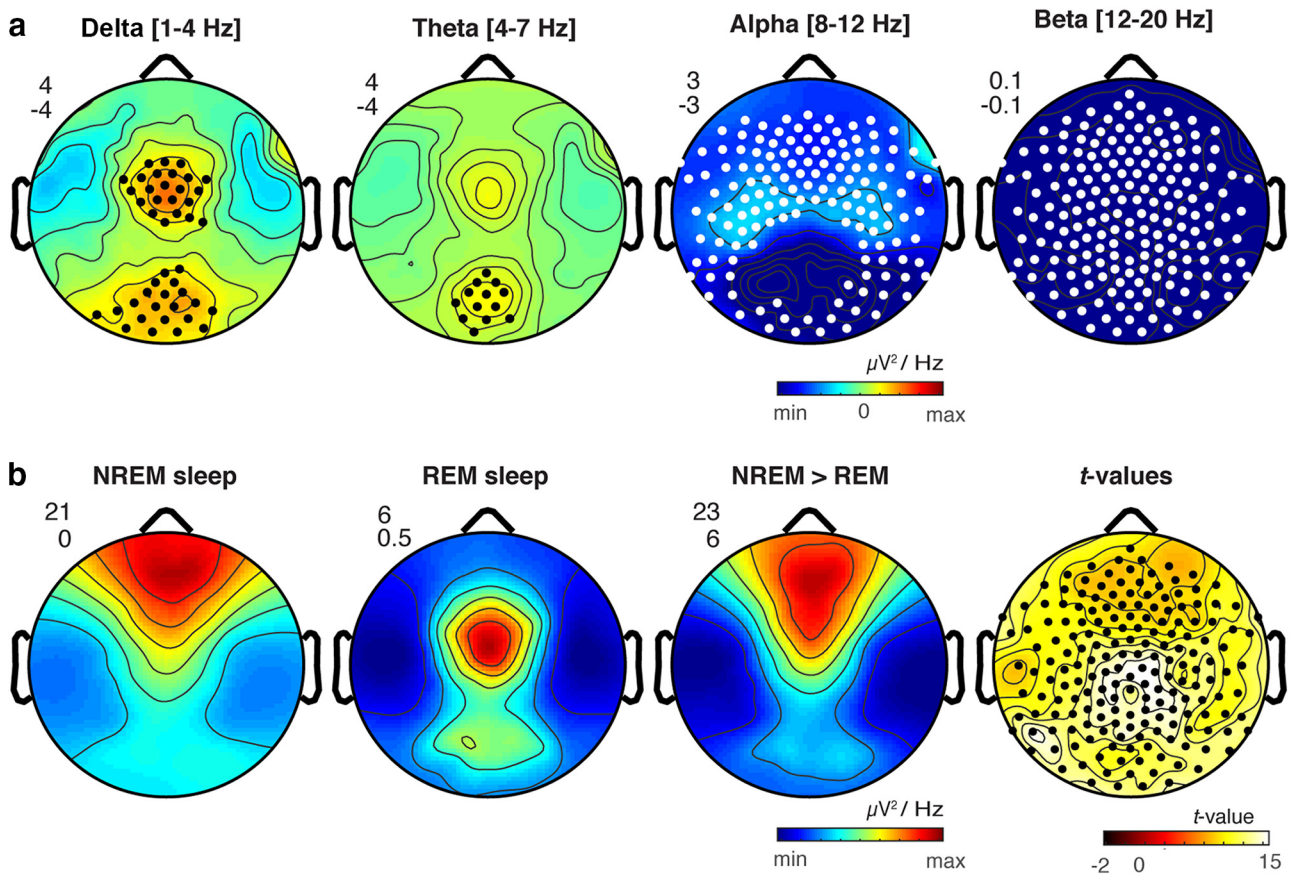 a
Delta [1-4 Hz]
Theta [4-7 Hz]
Alpha [8-12 Hz]
Beta [12-20 Hz]
4
-4
4
-4
3
-3
0.1
-0.1
µV² / Hz
min
0
max
b
NREM sleep
REM sleep
NREM > REM
t-values
21
0
6
0.5
23
6
µV² / Hz
min
max
t-value
-2
0
15